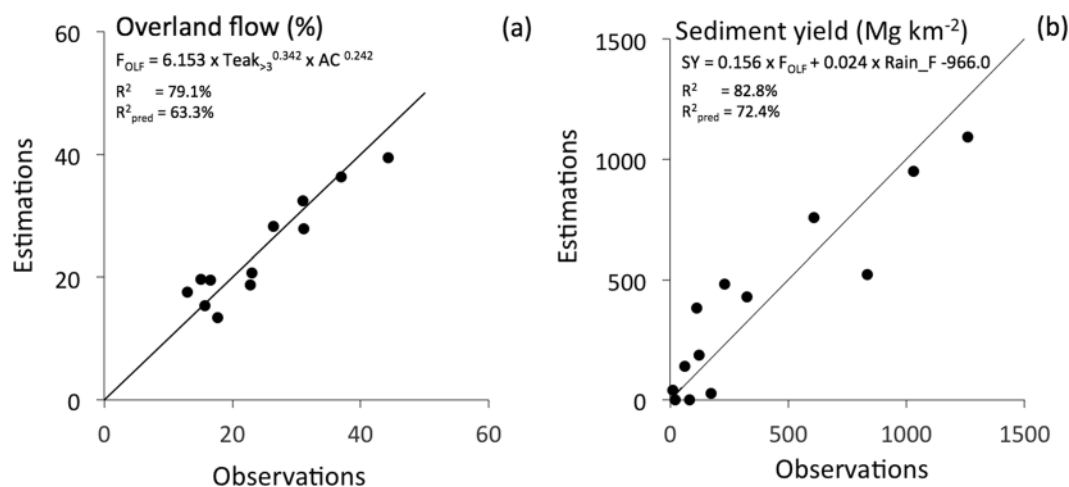 Overland flow (%)
(a)
F_OLF = 6.153 x Teak_>3^0.342 x AC^0.242
R² = 79.1%
R²_pred = 63.3%
Estimations
60
40
20
0
0 20 40 60
Observations
Sediment yield (Mg km⁻²)
(b)
SY = 0.156 x F_OLF + 0.024 x Rain_F -966.0
R² = 82.8%
R²_pred = 72.4%
Estimations
1500
1000
500
0
0 500 1000 1500
Observations